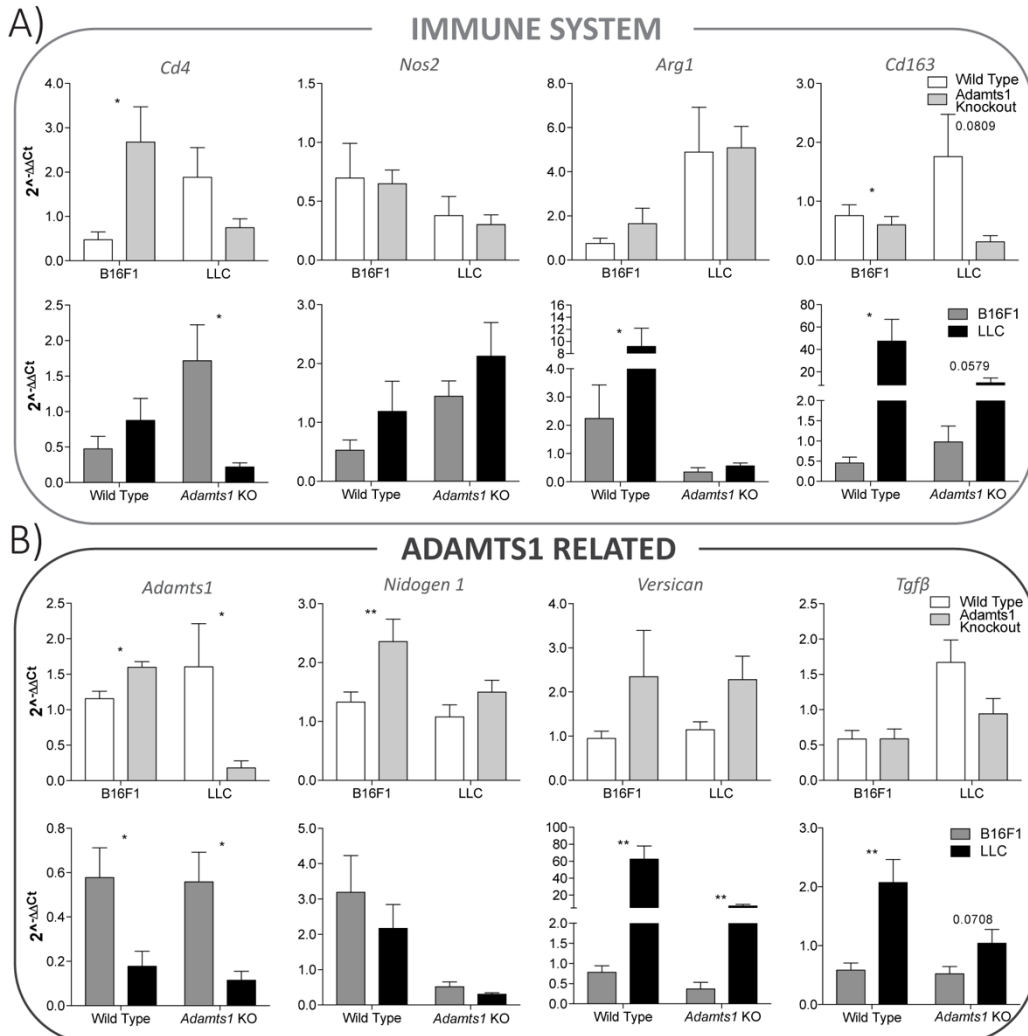 A)
IMMUNE SYSTEM
Cd4
Nos2
Arg1
Cd163
Wild Type
Adamts1
Knockout
2^-ΔΔCt
4.0
3.0
2.0
1.0
0.0
*
B16F1
LLC
1.5
1.0
0.5
0.0
B16F1
LLC
8.0
6.0
4.0
2.0
0.0
B16F1
LLC
3.0
2.0
1.0
0.0
*
0.0809
B16F1
LLC
2^-ΔΔCt
2.5
2.0
1.5
1.0
0.5
0.0
*
Wild Type
Adamts1 KO
3.0
2.0
1.0
0.0
Wild Type
Adamts1 KO
16
14
12
10
8
4.0
3.0
2.0
1.0
0.0
*
Wild Type
Adamts1 KO
80
60
40
20
2.0
1.5
1.0
0.5
0.0
*
0.0579
B16F1
LLC
Wild Type
Adamts1 KO
B)
ADAMTS1 RELATED
Adamts1
Nidogen 1
Versican
Tgfβ
Wild Type
Adamts1
Knockout
2^-ΔΔCt
2.5
2.0
1.5
1.0
0.5
0.0
*
*
B16F1
LLC
3.0
2.0
1.0
0.0
**
B16F1
LLC
4.0
3.0
2.0
1.0
0.0
B16F1
LLC
2.5
2.0
1.5
1.0
0.5
0.0
B16F1
LLC
2^-ΔΔCt
0.8
0.6
0.4
0.2
0.0
*
*
Wild Type
Adamts1 KO
5.0
4.0
3.0
2.0
1.0
0.0
Wild Type
Adamts1 KO
100
80
60
40
20
2.0
1.5
1.0
0.5
0.0
**
**
Wild Type
Adamts1 KO
3.0
2.0
1.0
0.0
**
0.0708
B16F1
LLC
Wild Type
Adamts1 KO